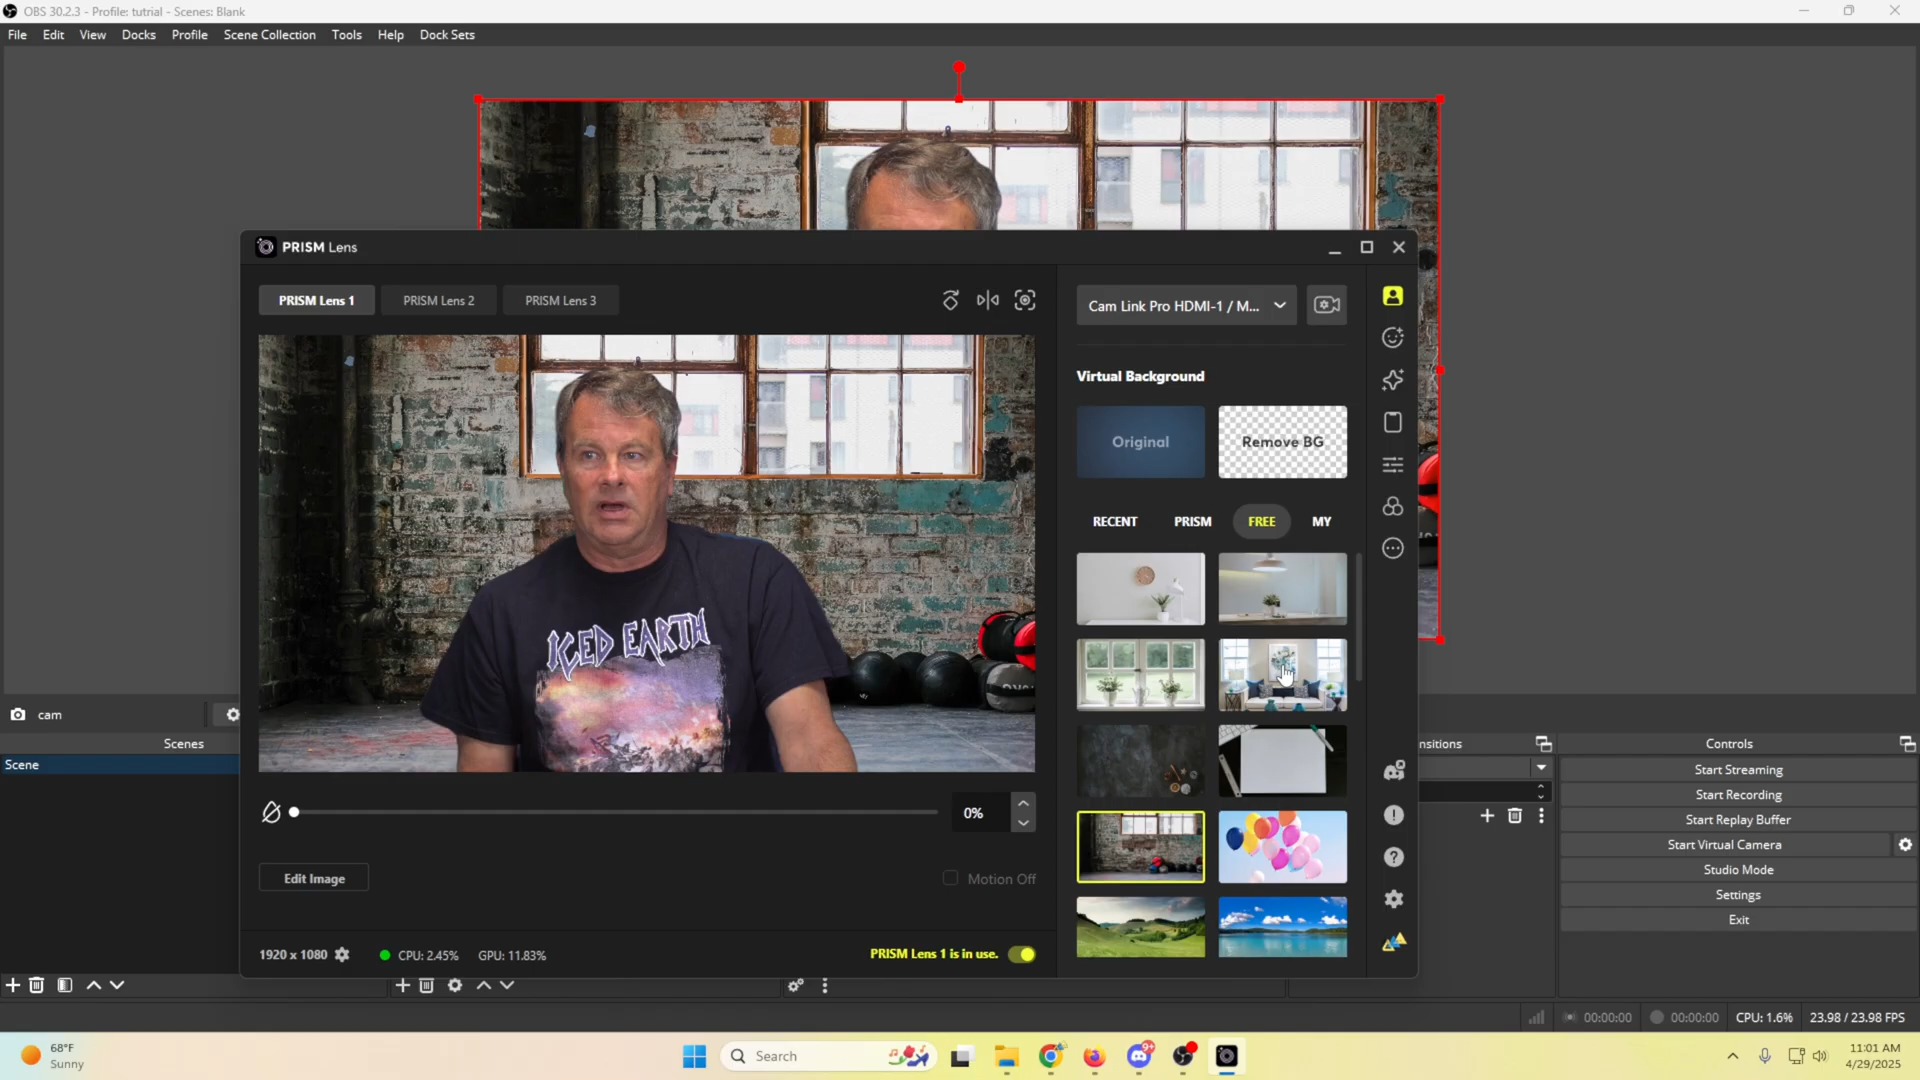 OBS 30.2.3 - Profile: tutrial - Scenes: Blank
File Edit View Docks Profile Scene Collection Tools Help Dock Sets
PRISM Lens
PRISM Lens 1 PRISM Lens 2 PRISM Lens 3
Cam Link Pro HDMI-1 / M...
Virtual Background
Original Remove BG
RECENT PRISM FREE MY
ICED EARTH
0%
Edit Image
Motion Off
1920 x 1080 CPU: 2.45% GPU: 11.83%
PRISM Lens 1 is in use.
cam
Scenes
Scene
nsitions
Controls
Start Streaming
Start Recording
Start Replay Buffer
Start Virtual Camera
Studio Mode
Settings
Exit
00:00:00 00:00:00 CPU: 1.6% 23.98 / 23.98 FPS
68°F
Sunny
Search
9+
11:01 AM
4/29/2025